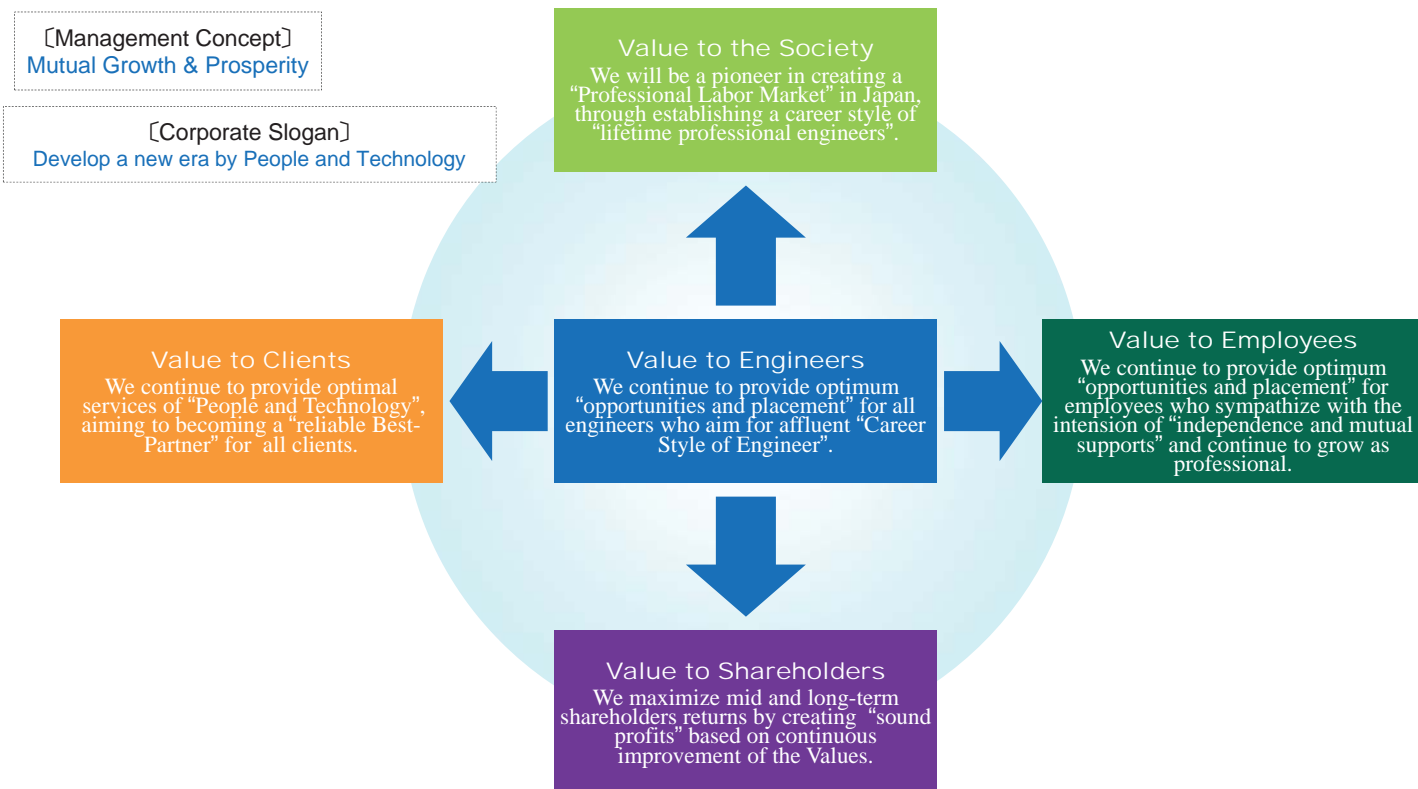 〔Management Concept〕
Mutual Growth & Prosperity
〔Corporate Slogan〕
Develop a new era by People and Technology
Value to the Society
We will be a pioneer in creating a
“Professional Labor Market” in Japan,
through establishing a career style of
“lifetime professional engineers”.
Value to Clients
We continue to provide optimal
services of “People and Technology”,
aiming to becoming a “reliable Best-
Partner” for all clients.
Value to Engineers
We continue to provide optimum
“opportunities and placement” for all
engineers who aim for affluent “Career
Style of Engineer”.
Value to Employees
We continue to provide optimum
“opportunities and placement” for
employees who sympathize with the
intension of “independence and mutual
supports” and continue to grow as
professional.
Value to Shareholders
We maximize mid and long-term
shareholders returns by creating “sound
profits” based on continuous
improvement of the Values.